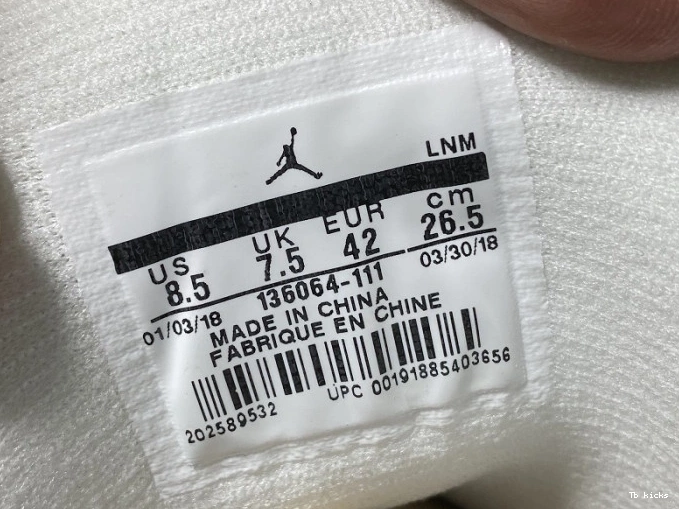 LNM
US UK EUR cm
8.5 7.5 42 26.5
01/03/18 136064-111 03/30/18
MADE IN CHINA
FABRIQUE EN CHINE
202589532 UPC 00191885403656
Tb kicks